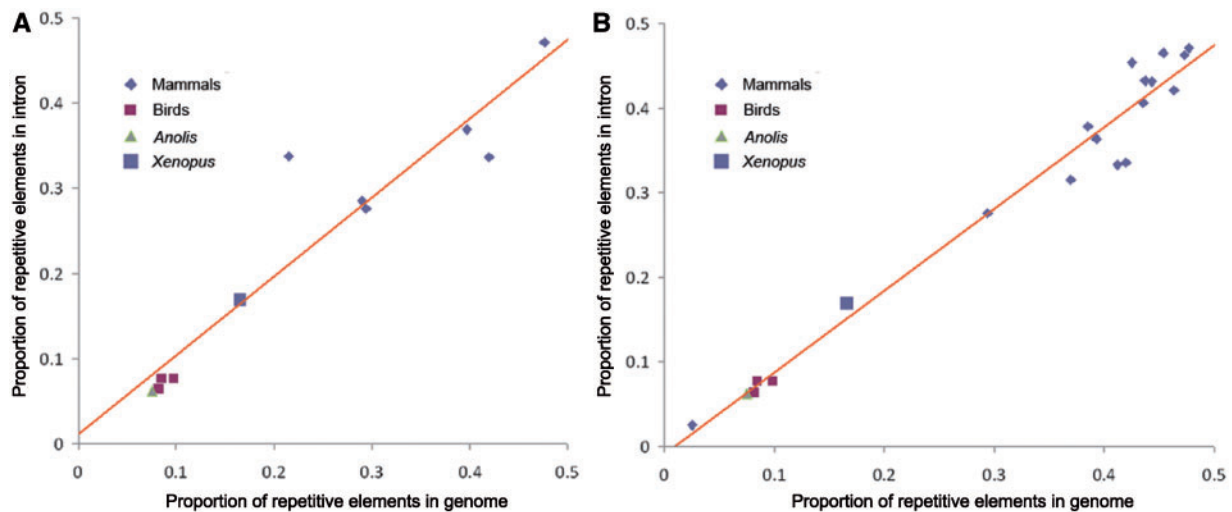 A
Proportion of repetitive elements in intron
0.5
0.4
0.3
0.2
0.1
0
Mammals
Birds
Anolis
Xenopus
0 0.1 0.2 0.3 0.4 0.5
Proportion of repetitive elements in genome
B
Proportion of repetitive elements in intron
0.5
0.4
0.3
0.2
0.1
0
Mammals
Birds
Anolis
Xenopus
0 0.1 0.2 0.3 0.4 0.5
Proportion of repetitive elements in genome